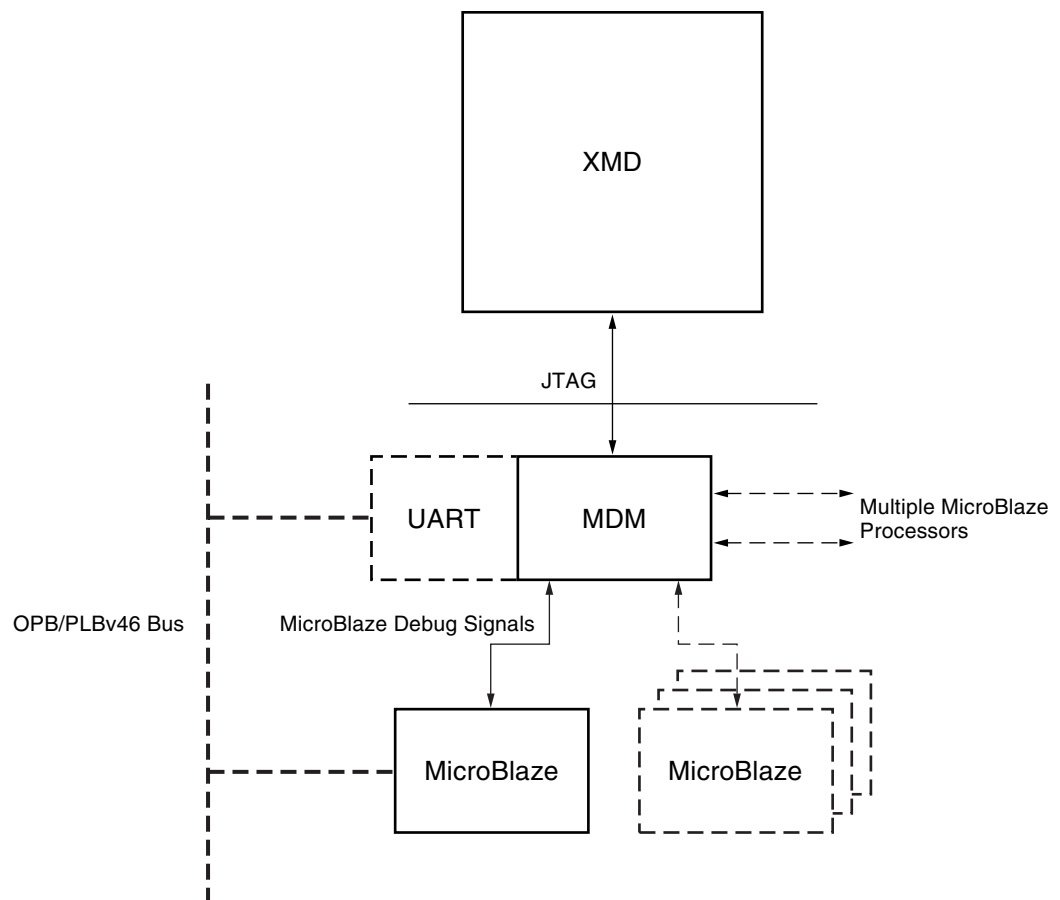 XMD
JTAG
UART
MDM
Multiple MicroBlaze
Processors
OPB/PLBv46 Bus
MicroBlaze Debug Signals
MicroBlaze
MicroBlaze